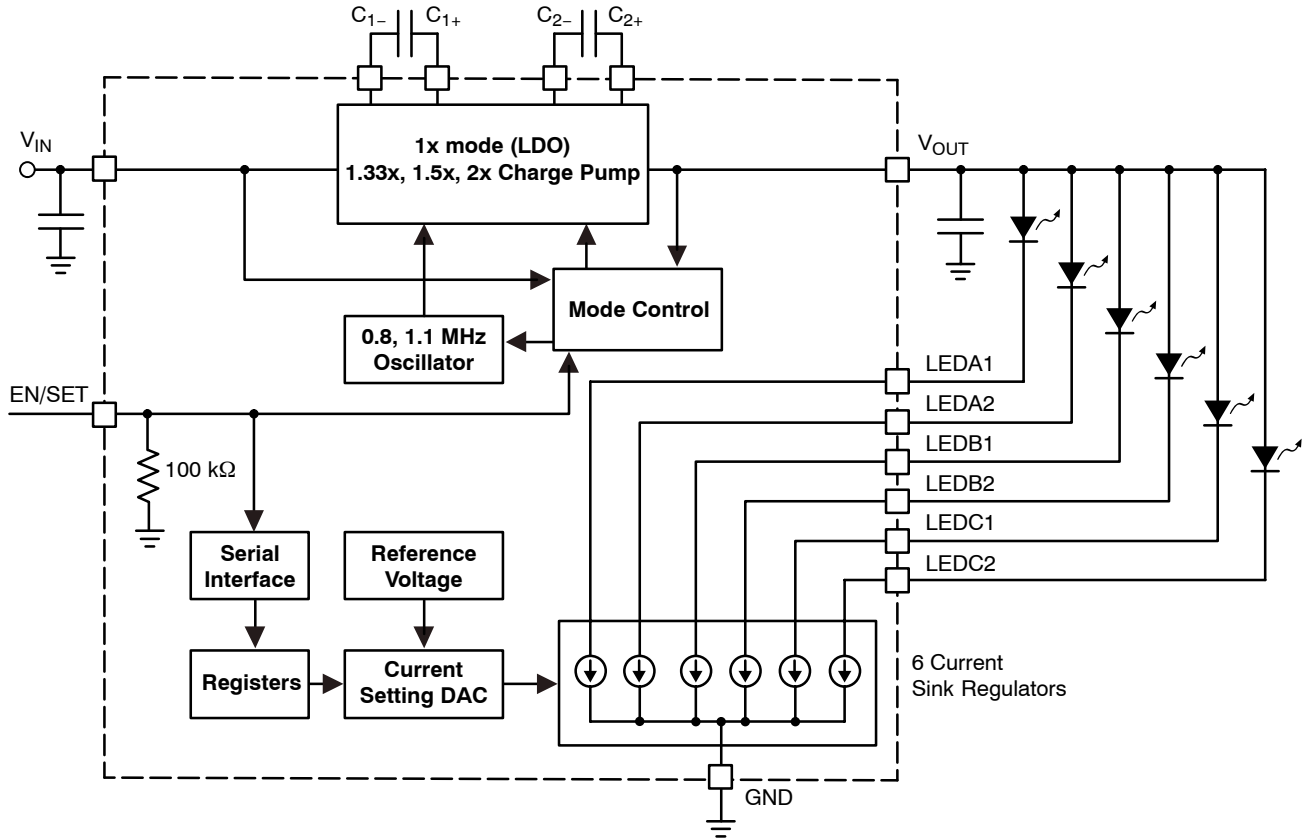 C1− C1+ C2− C2+
VIN
1x mode (LDO)
1.33x, 1.5x, 2x Charge Pump
VOUT
Mode Control
0.8, 1.1 MHz
Oscillator
EN/SET
100 kΩ
LEDA1
LEDA2
LEDB1
LEDB2
LEDC1
LEDC2
Serial
Interface
Reference
Voltage
Registers
Current
Setting DAC
6 Current
Sink Regulators
GND